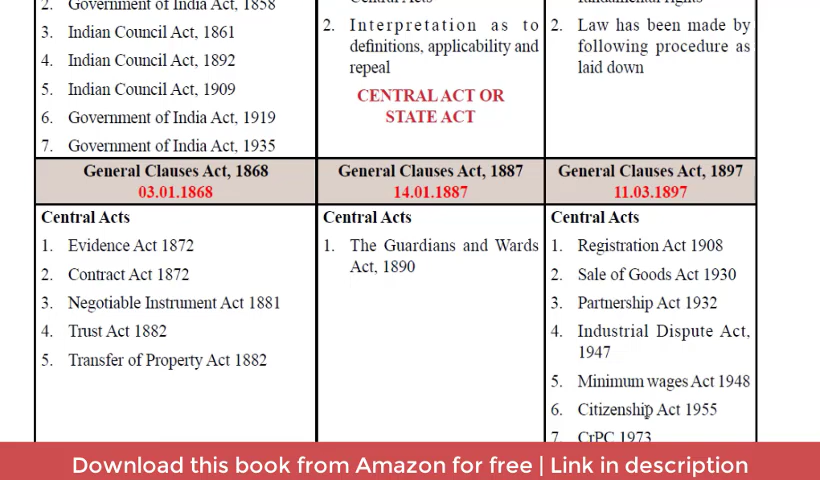 2. Government of India Act, 1858
3. Indian Council Act, 1861
4. Indian Council Act, 1892
5. Indian Council Act, 1909
6. Government of India Act, 1919
7. Government of India Act, 1935
Central Acts
2. Interpretation as to
definitions, applicability and
repeal
CENTRAL ACT OR
STATE ACT
fundamental rights
2. Law has been made by
following procedure as
laid down
General Clauses Act, 1868
03.01.1868
General Clauses Act, 1887
14.01.1887
General Clauses Act, 1897
11.03.1897
Central Acts
1. Evidence Act 1872
2. Contract Act 1872
3. Negotiable Instrument Act 1881
4. Trust Act 1882
5. Transfer of Property Act 1882
Central Acts
1. The Guardians and Wards
Act, 1890
Central Acts
1. Registration Act 1908
2. Sale of Goods Act 1930
3. Partnership Act 1932
4. Industrial Dispute Act,
1947
5. Minimum wages Act 1948
6. Citizenship Act 1955
7. CrPC 1973
Download this book from Amazon for free | Link in description